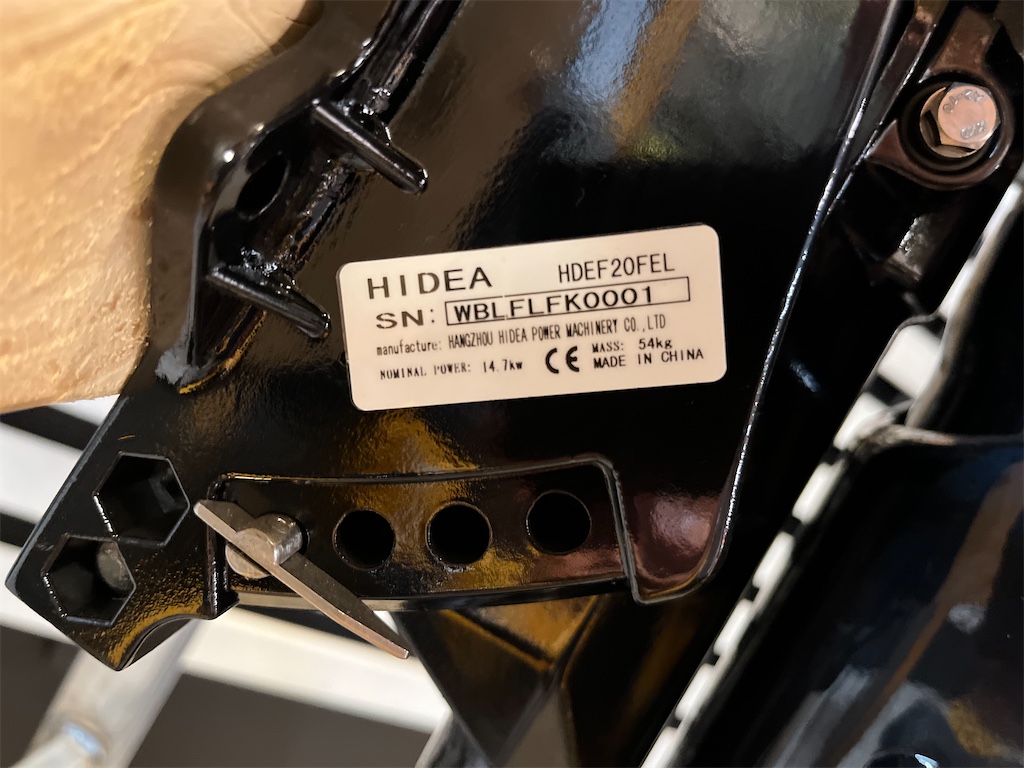 HIDEA HDEF20FEL
SN: WBLFLFK0001
manufacture: HANGZHOU HIDEA POWER MACHINERY CO.,LTD
NOMINAL POWER: 14.7kw CE MASS: 54kg
MADE IN CHINA